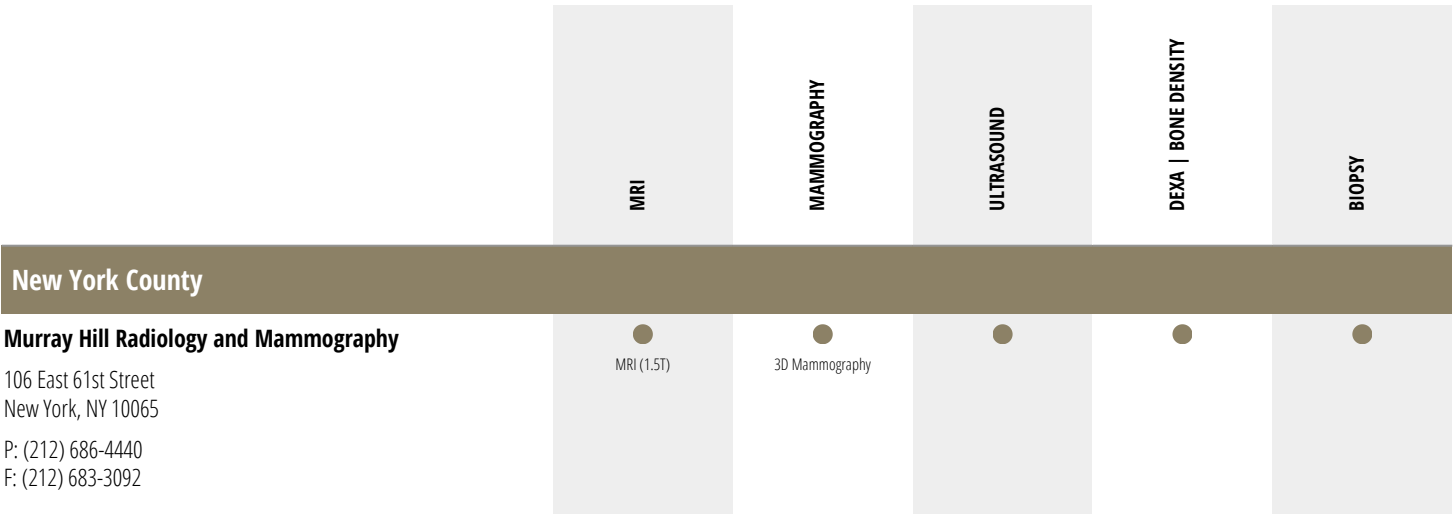 MRI
MAMMOGRAPHY
ULTRASOUND
DEXA | BONE DENSITY
BIOPSY
New York County
Murray Hill Radiology and Mammography
MRI (1.5T)
3D Mammography
106 East 61st Street
New York, NY 10065
P: (212) 686-4440
F: (212) 683-3092